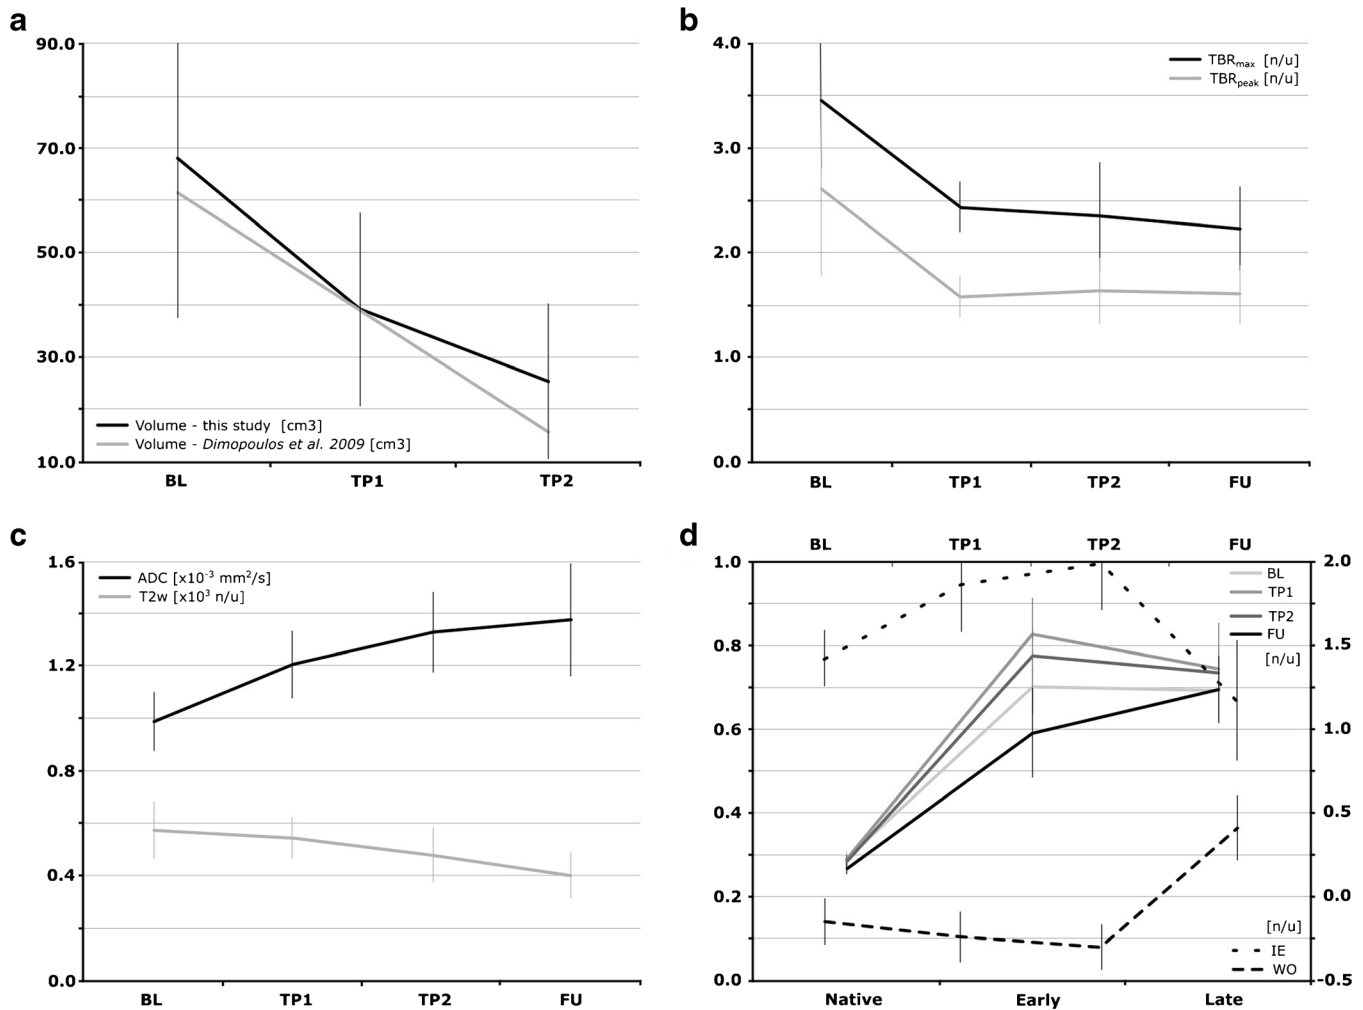 a
90.0
70.0
50.0
30.0
10.0
Volume - this study [cm3]
Volume - Dimopoulos et al. 2009 [cm3]
BL TP1 TP2
b
4.0
3.0
2.0
1.0
0.0
TBRmax [n/u]
TBRpeak [n/u]
BL TP1 TP2 FU
c
1.6
1.2
0.8
0.4
0.0
ADC [x10-3 mm2/s]
T2w [x103 n/u]
BL TP1 TP2 FU
d
BL TP1 TP2 FU
1.0
0.8
0.6
0.4
0.2
0.0
2.0
1.5
1.0
0.5
0.0
-0.5
BL
TP1
TP2
FU
[n/u]
[n/u]
IE
WO
Native Early Late